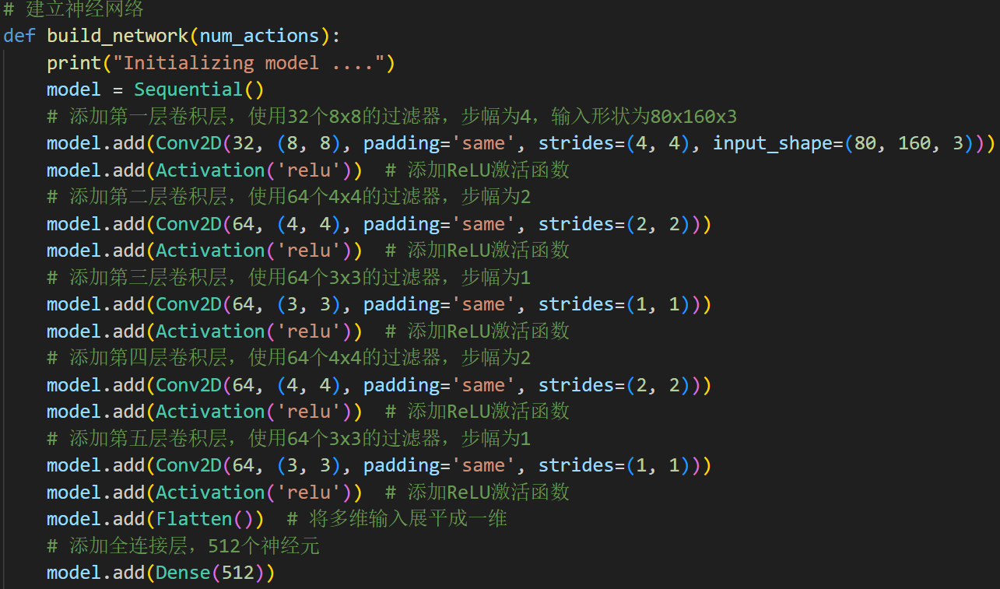 # 建立神经网络
def build_network(num_actions):
    print("Initializing model ....")
    model = Sequential()
    # 添加第一层卷积层，使用32个8x8的过滤器，步幅为4，输入形状为80x160x3
    model.add(Conv2D(32, (8, 8), padding='same', strides=(4, 4), input_shape=(80, 160, 3)))
    model.add(Activation('relu'))  # 添加ReLU激活函数
    # 添加第二层卷积层，使用64个4x4的过滤器，步幅为2
    model.add(Conv2D(64, (4, 4), padding='same', strides=(2, 2)))
    model.add(Activation('relu'))  # 添加ReLU激活函数
    # 添加第三层卷积层，使用64个3x3的过滤器，步幅为1
    model.add(Conv2D(64, (3, 3), padding='same', strides=(1, 1)))
    model.add(Activation('relu'))  # 添加ReLU激活函数
    # 添加第四层卷积层，使用64个4x4的过滤器，步幅为2
    model.add(Conv2D(64, (4, 4), padding='same', strides=(2, 2)))
    model.add(Activation('relu'))  # 添加ReLU激活函数
    # 添加第五层卷积层，使用64个3x3的过滤器，步幅为1
    model.add(Conv2D(64, (3, 3), padding='same', strides=(1, 1)))
    model.add(Activation('relu'))  # 添加ReLU激活函数
    model.add(Flatten())  # 将多维输入展平成一维
    # 添加全连接层，512个神经元
    model.add(Dense(512))